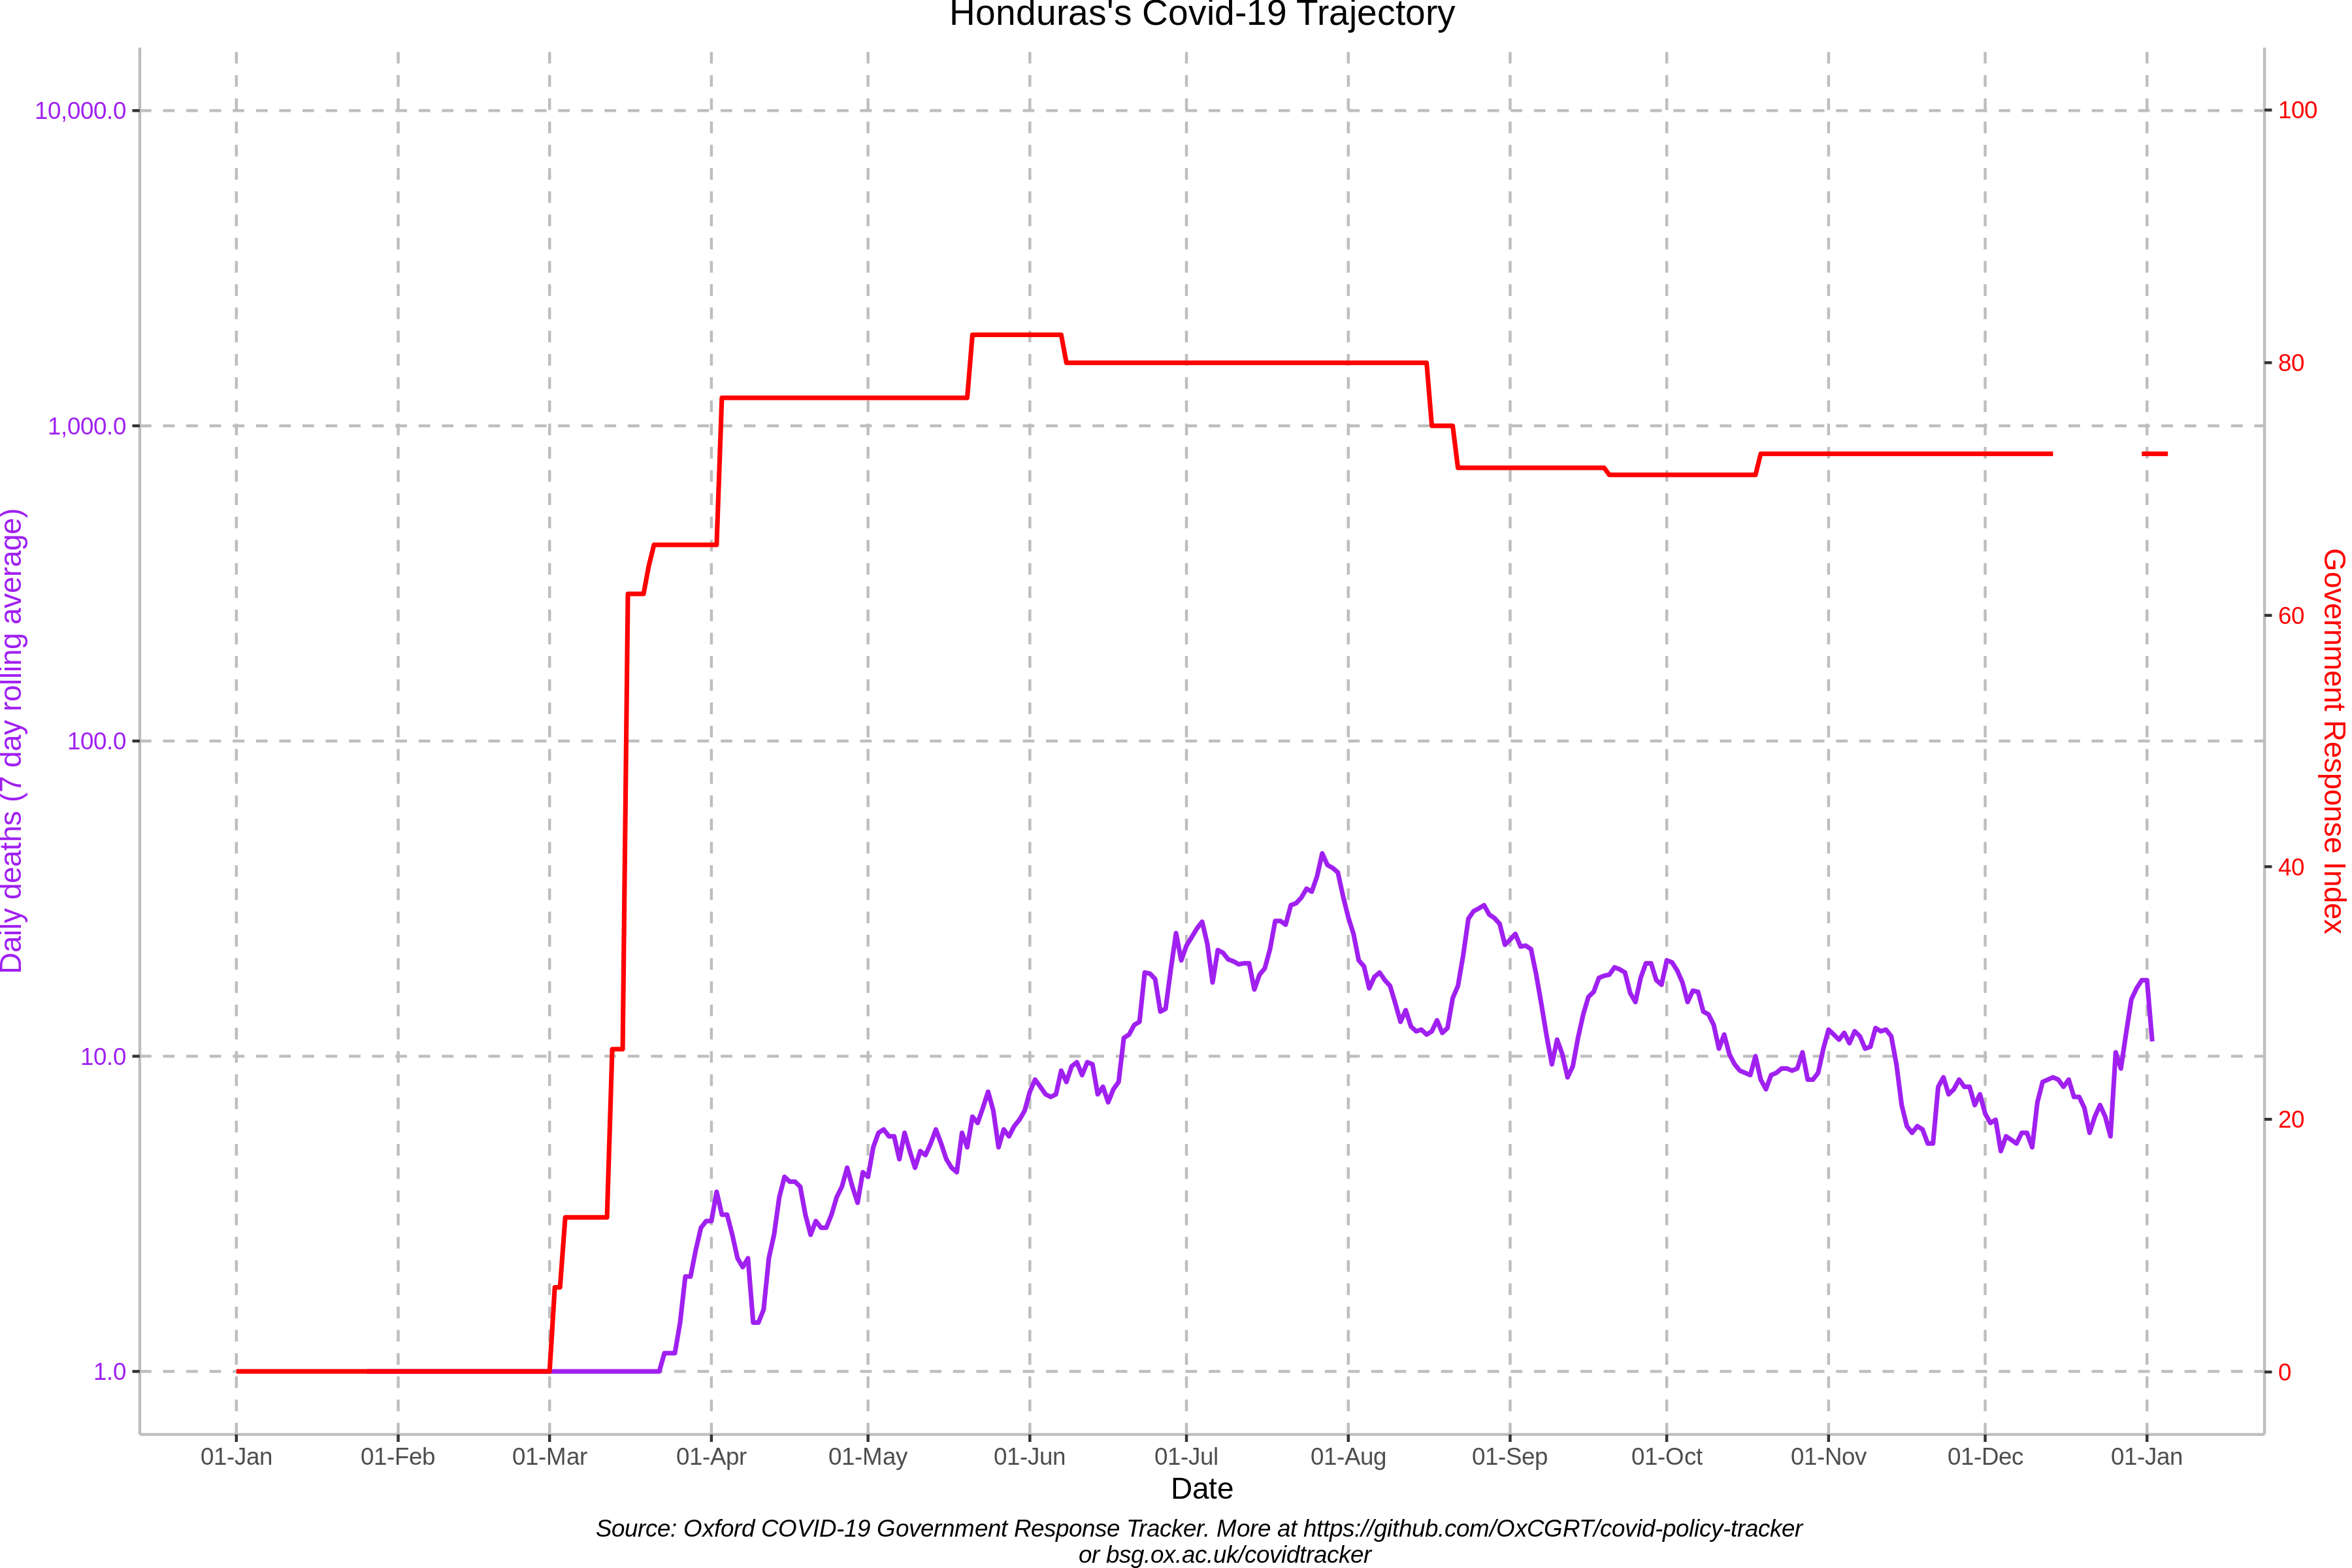 Honduras's Covid-19 Trajectory
10,000.0
1,000.0
100.0
10.0
1.0
Daily deaths (7 day rolling average)
100
80
60
40
20
0
Government Response Index
01-Jan 01-Feb 01-Mar 01-Apr 01-May 01-Jun 01-Jul 01-Aug 01-Sep 01-Oct 01-Nov 01-Dec 01-Jan
Date
Source: Oxford COVID-19 Government Response Tracker. More at https://github.com/OxCGRT/covid-policy-tracker
or bsg.ox.ac.uk/covidtracker